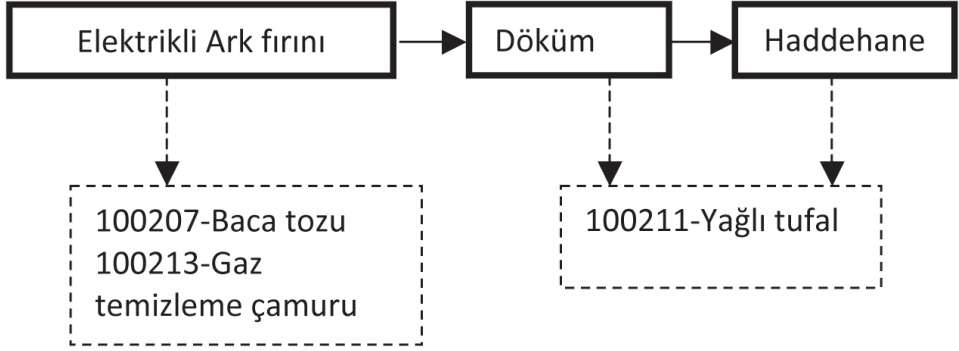 Elektrikli Ark fırını
Döküm
Haddehane
100207-Baca tozu
100213-Gaz
temizleme çamuru
100211-Yağlı tufal